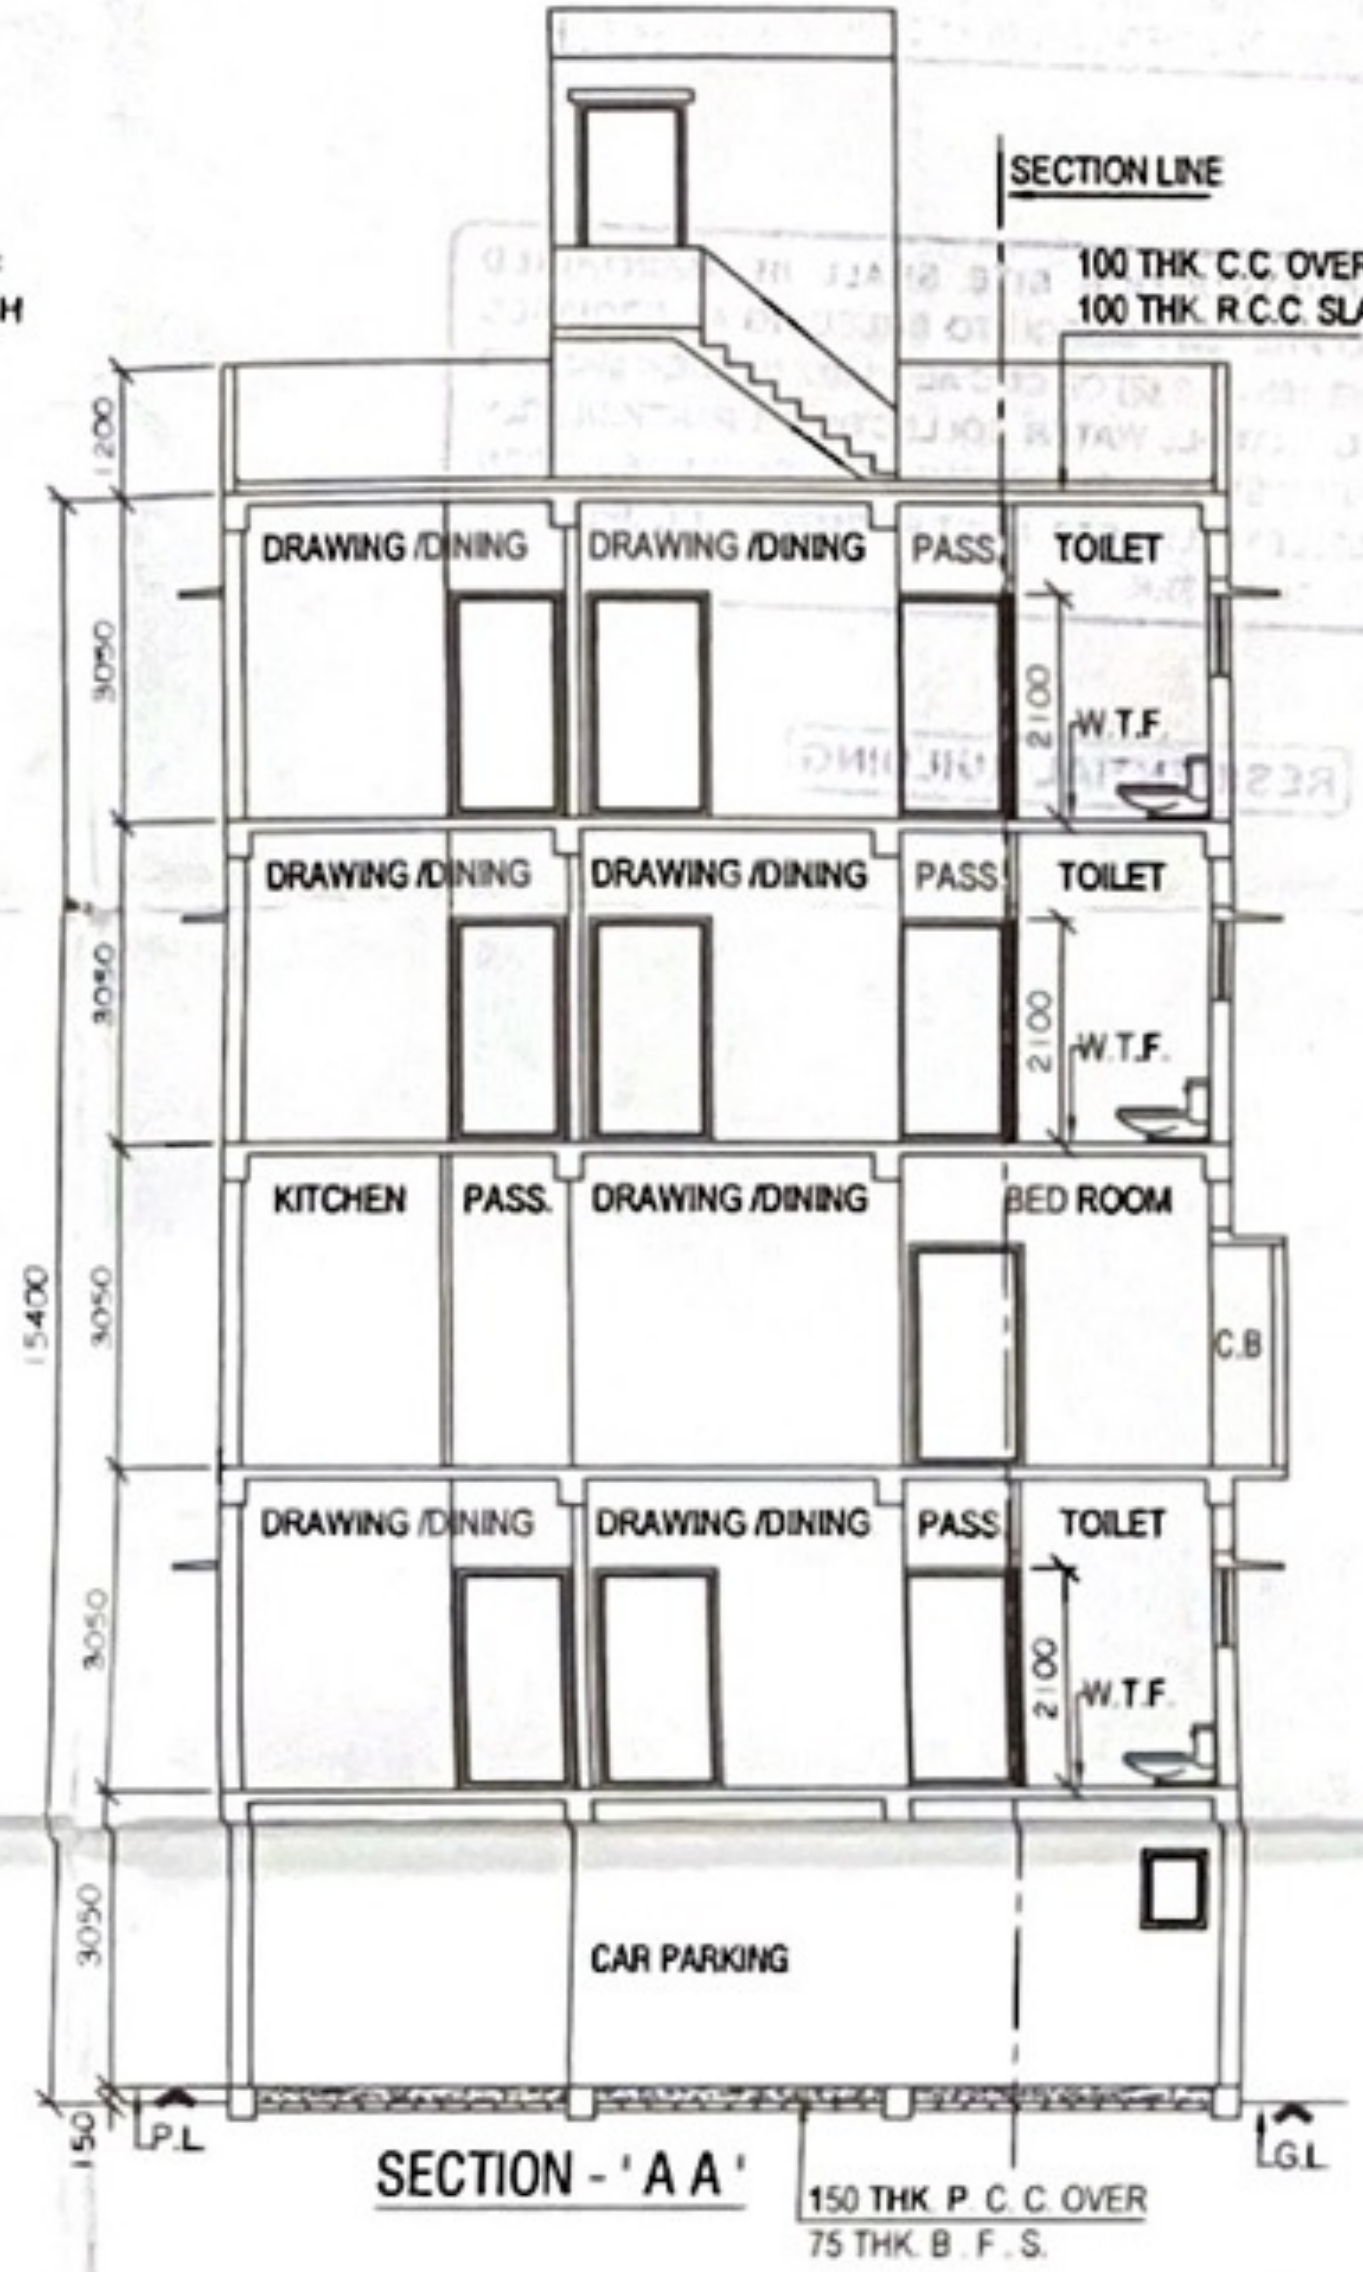 H
SECTION LINE
100 THK. C.C. OVER
100 THK. R.C.C. SLA
1200
DRAWING /DINING DRAWING /DINING PASS. TOILET
3050
2100
W.T.F.
RESIDENTIAL BUILDING
DRAWING /DINING DRAWING /DINING PASS. TOILET
3050
2100
W.T.F.
KITCHEN PASS. DRAWING /DINING BED ROOM
15400
3050
C.B
DRAWING /DINING DRAWING /DINING PASS. TOILET
3050
2100
W.T.F.
3050
CAR PARKING
150
P.L
G.L
SECTION - ' A A '
150 THK. P. C. C. OVER
75 THK. B . F . S.